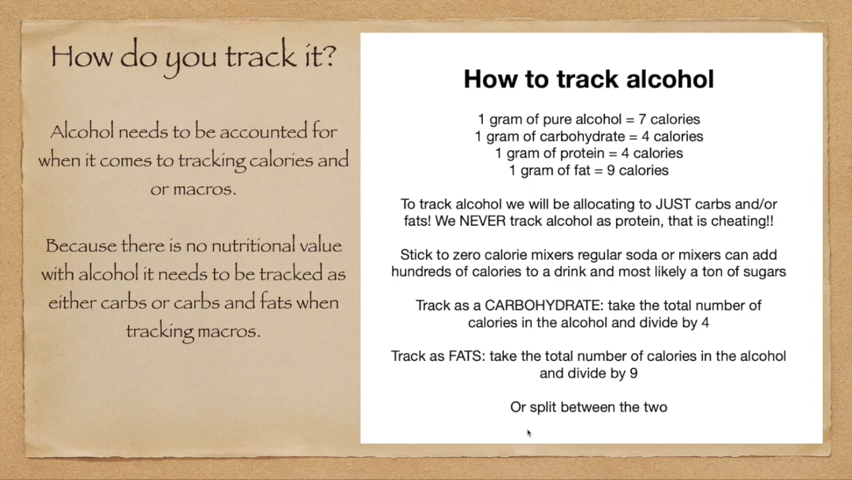 How do you track it?
Alcohol needs to be accounted for
when it comes to tracking calories and
or macros.
Because there is no nutritional value
with alcohol it needs to be tracked as
either carbs or carbs and fats when
tracking macros.
How to track alcohol
1 gram of pure alcohol = 7 calories
1 gram of carbohydrate = 4 calories
1 gram of protein = 4 calories
1 gram of fat = 9 calories
To track alcohol we will be allocating to JUST carbs and/or
fats! We NEVER track alcohol as protein, that is cheating!!
Stick to zero calorie mixers regular soda or mixers can add
hundreds of calories to a drink and most likely a ton of sugars
Track as a CARBOHYDRATE: take the total number of
calories in the alcohol and divide by 4
Track as FATS: take the total number of calories in the alcohol
and divide by 9
Or split between the two